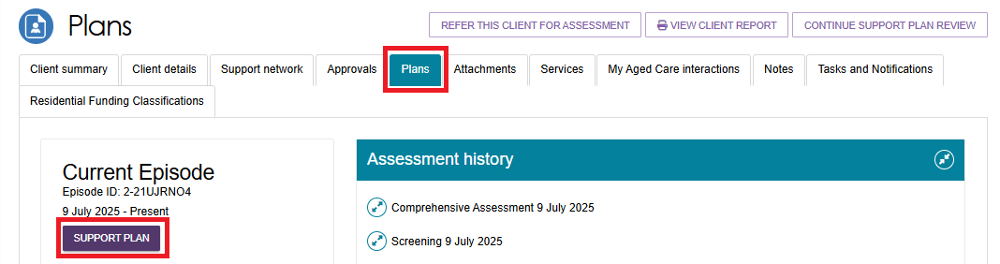 Plans
REFER THIS CLIENT FOR ASSESSMENT
VIEW CLIENT REPORT
CONTINUE SUPPORT PLAN REVIEW
Client summary
Client details
Support network
Approvals
Plans
Attachments
Services
My Aged Care interactions
Notes
Tasks and Notifications
Residential Funding Classifications
Current Episode
Episode ID: 2-21UJRNO4
9 July 2025 - Present
SUPPORT PLAN
Assessment history
Comprehensive Assessment 9 July 2025
Screening 9 July 2025